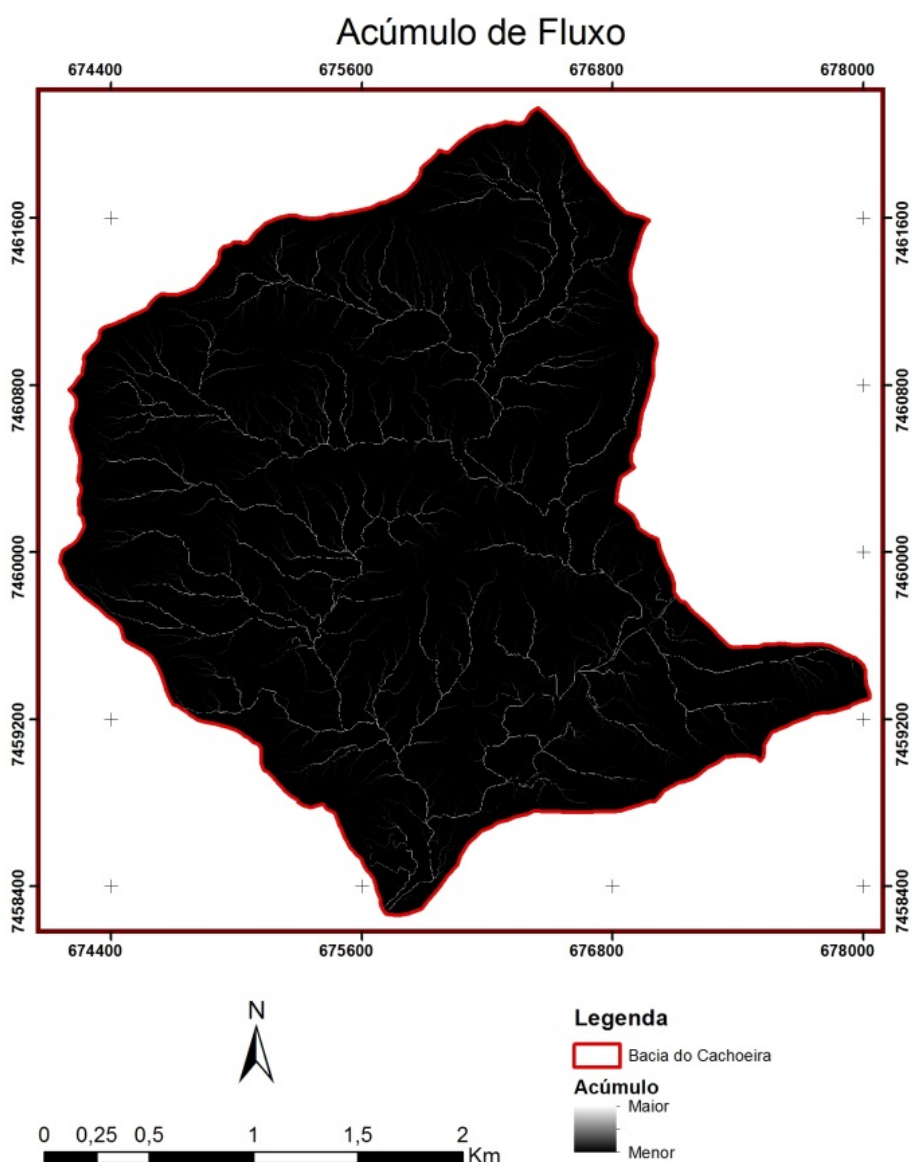 Acúmulo de Fluxo
674400 675600 676800 678000
7461600 7461600
7460800 7460800
7460000 7460000
7459200 7459200
7458400 7458400
674400 675600 676800 678000
N
Legenda
Bacia do Cachoeira
Acúmulo
Maior
Menor
0 0,25 0,5 1 1,5 2
Km